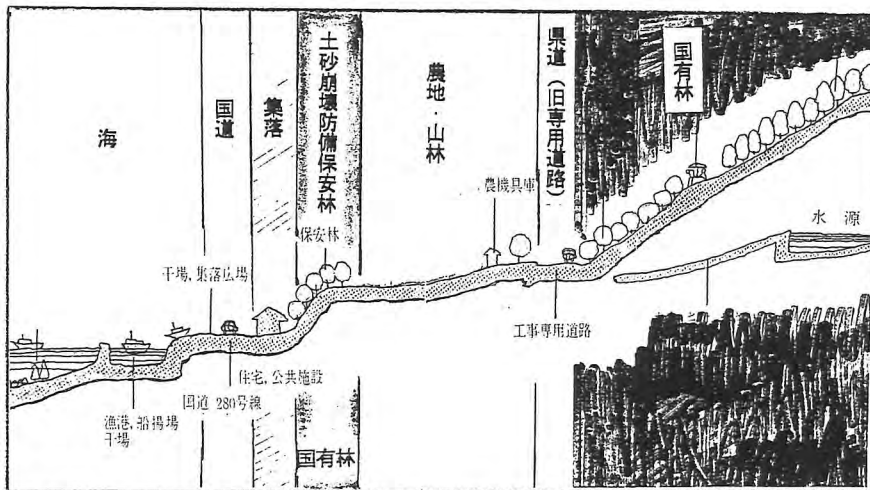 海
国道
集落
土砂崩壊防備保安林
農地・山林
県道（旧専用道路）
国有林
農機具庫
水源
保安林
干場,集落広場
工事専用道路
住宅,公共施設
国道280号線
漁港,船揚場
干場
国有林